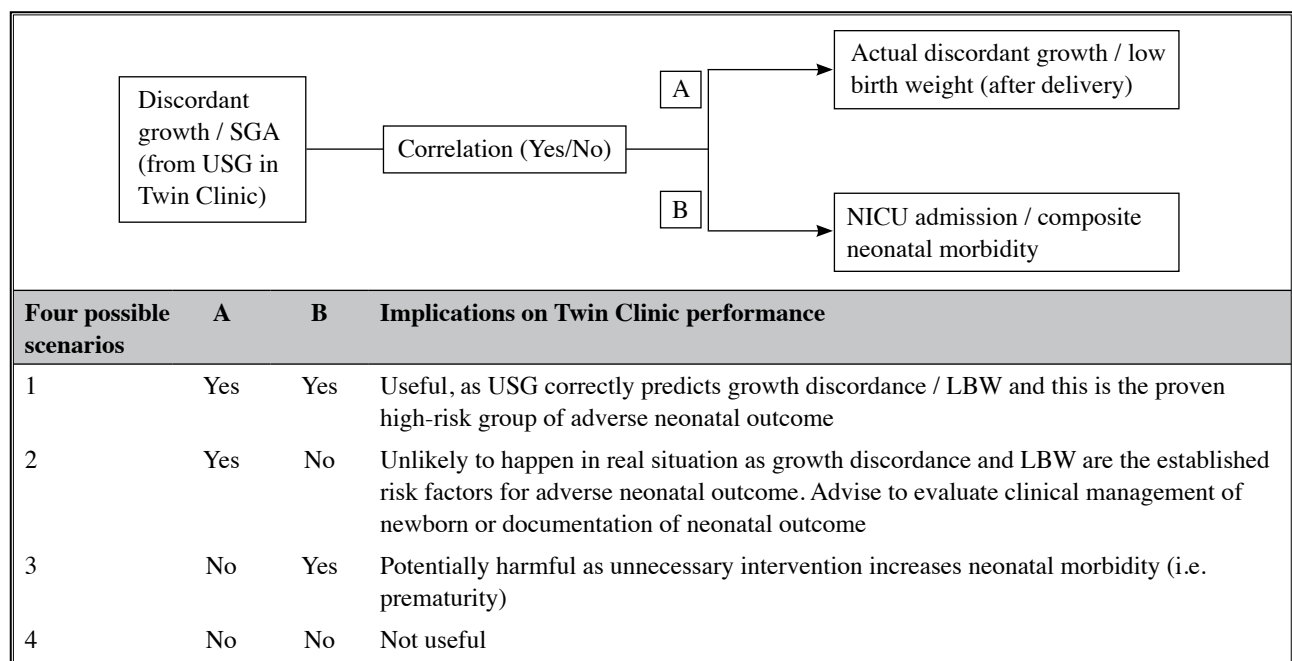 Discordant
growth / SGA
(from USG in
Twin Clinic)
Correlation (Yes/No)
A
Actual discordant growth / low
birth weight (after delivery)
B
NICU admission / composite
neonatal morbidity
Four possible scenarios A B Implications on Twin Clinic performance
1 Yes Yes Useful, as USG correctly predicts growth discordance / LBW and this is the proven
high-risk group of adverse neonatal outcome
2 Yes No Unlikely to happen in real situation as growth discordance and LBW are the established
risk factors for adverse neonatal outcome. Advise to evaluate clinical management of
newborn or documentation of neonatal outcome
3 No Yes Potentially harmful as unnecessary intervention increases neonatal morbidity (i.e.
prematurity)
4 No No Not useful